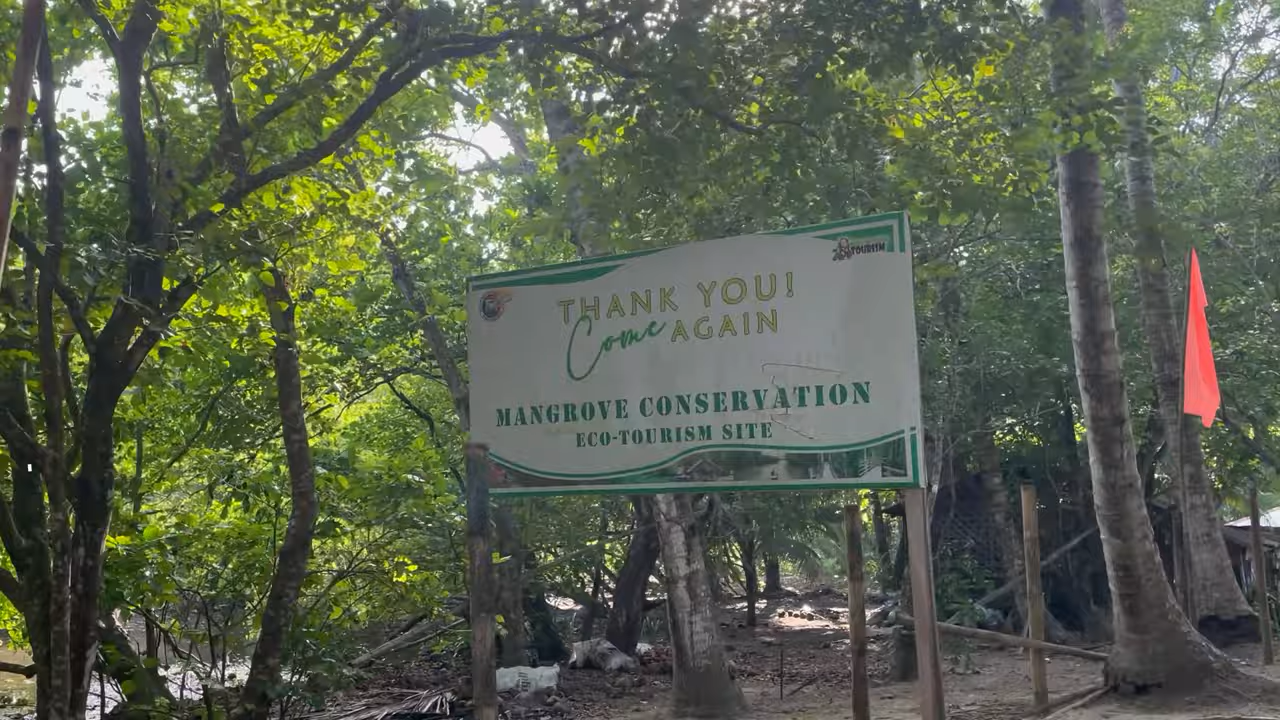 TOURISM
THANK YOU!
Come AGAIN
MANGROVE CONSERVATION
ECO-TOURISM SITE